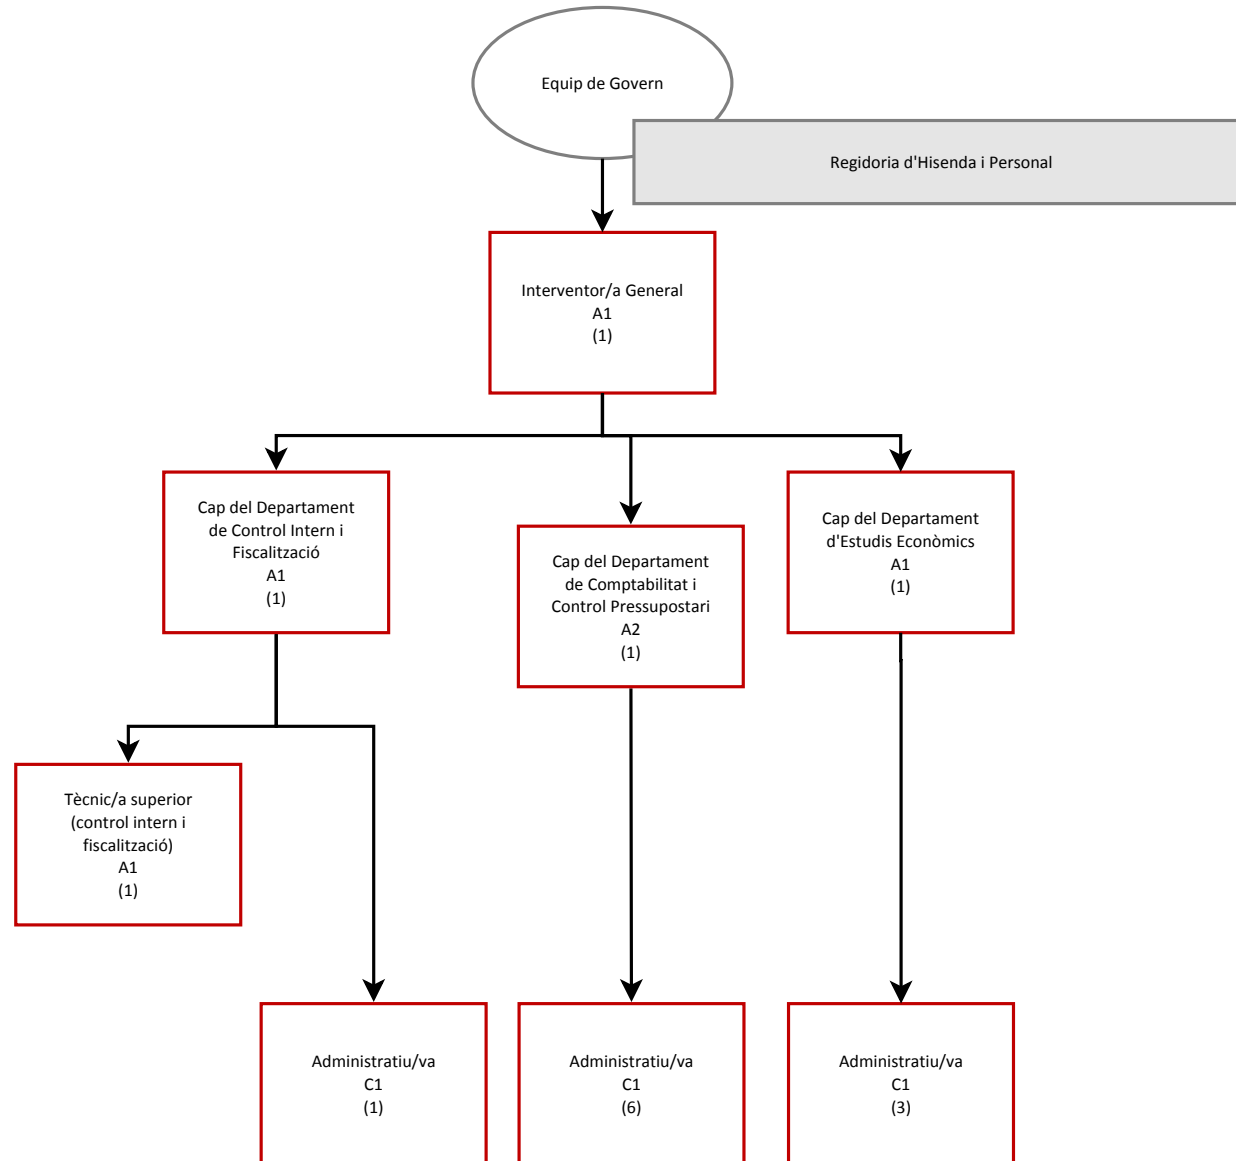 Equip de Govern
Regidoria d'Hisenda i Personal
Interventor/a General
A1
(1)
Cap del Departament
de Control Intern i
Fiscalització
A1
(1)
Cap del Departament
de Comptabilitat i
Control Pressupostari
A2
(1)
Cap del Departament
d'Estudis Econòmics
A1
(1)
Tècnic/a superior
(control intern i
fiscalització)
A1
(1)
Administratiu/va
C1
(1)
Administratiu/va
C1
(6)
Administratiu/va
C1
(3)